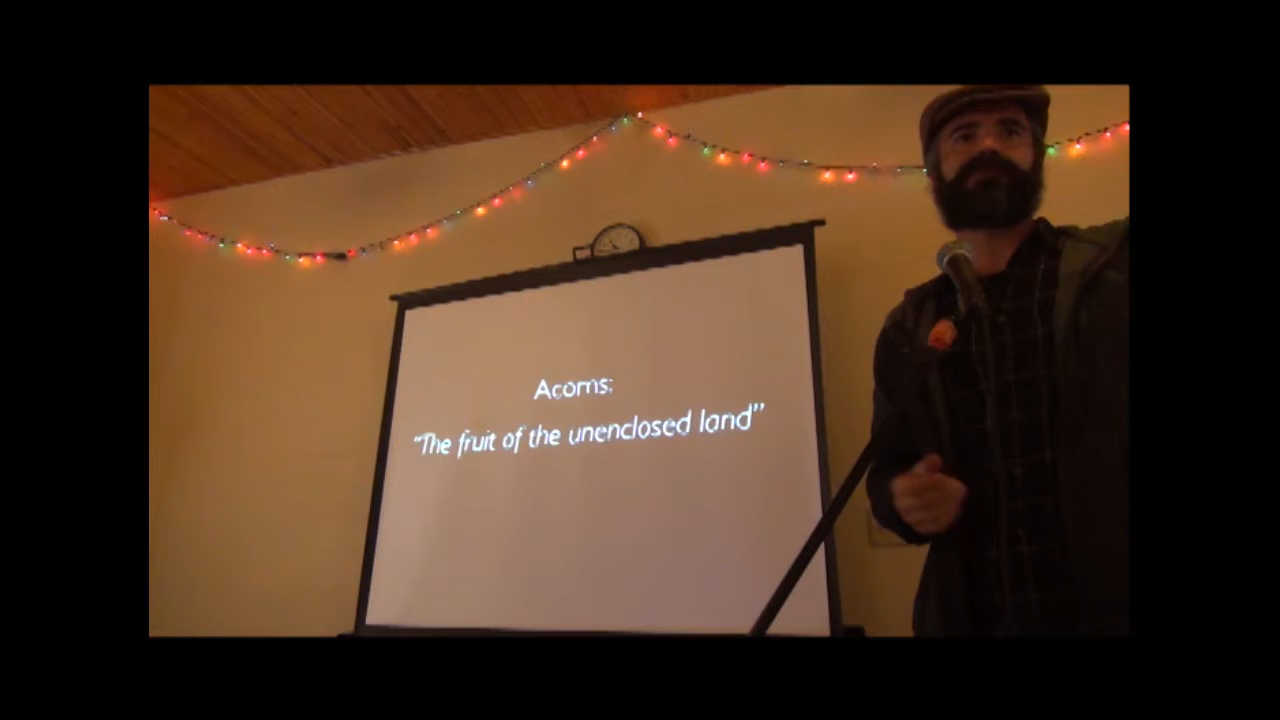 Acorns:
"The fruit of the unenclosed land"